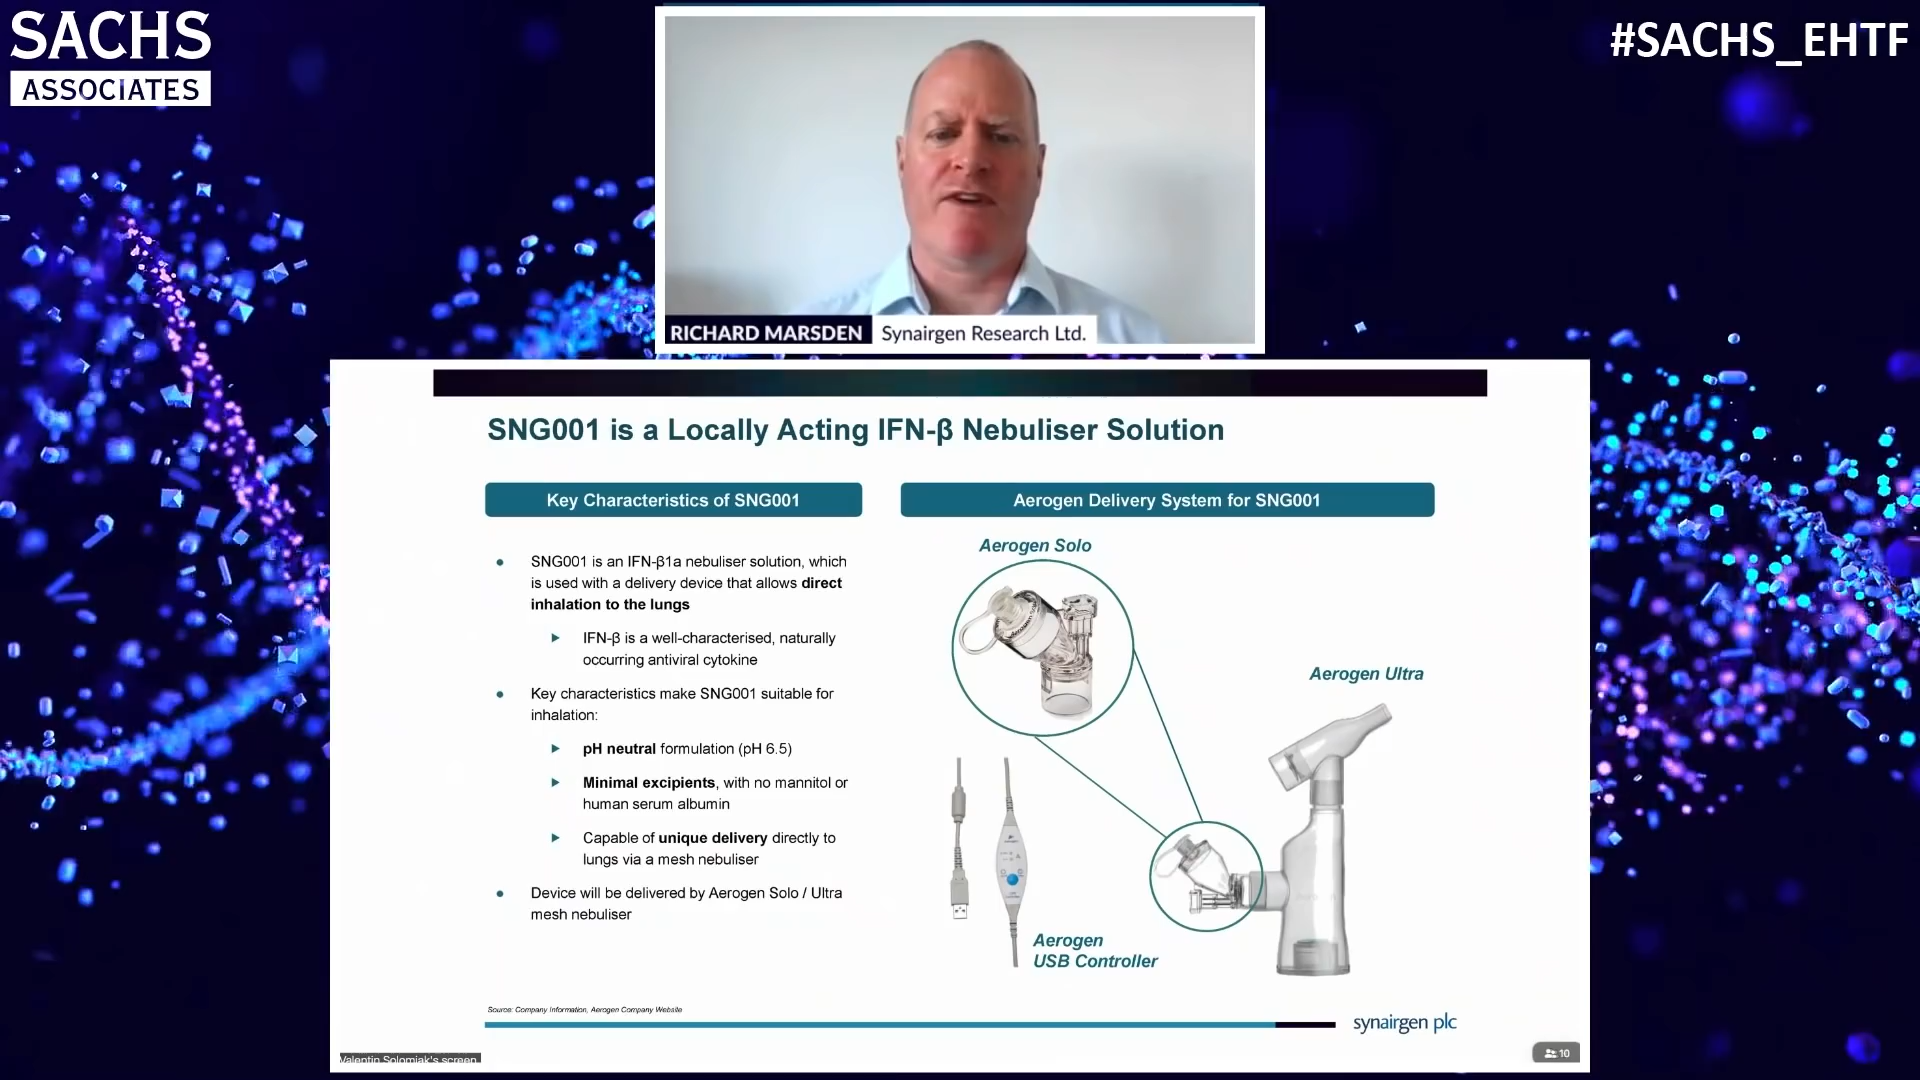 SACHS
ASSOCIATES
#SACHS_EHTF
RICHARD MARSDEN
Synairgen Research Ltd.
SNG001 is a Locally Acting IFN-β Nebuliser Solution
Key Characteristics of SNG001
• SNG001 is an IFN-β1a nebuliser solution, which
is used with a delivery device that allows direct
inhalation to the lungs
► IFN-β is a well-characterised, naturally
occurring antiviral cytokine
• Key characteristics make SNG001 suitable for
inhalation:
► pH neutral formulation (pH 6.5)
► Minimal excipients, with no mannitol or
human serum albumin
► Capable of unique delivery directly to
lungs via a mesh nebuliser
• Device will be delivered by Aerogen Solo / Ultra
mesh nebuliser
Aerogen Delivery System for SNG001
Aerogen Solo
Aerogen Ultra
Aerogen
USB Controller
Source: Company Information, Aerogen Company Website
synairgen plc
Valentin Solomiak's screen
10